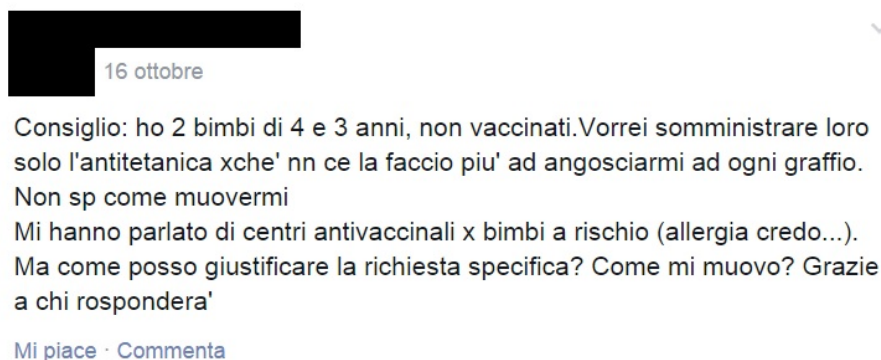 16 ottobre
Consiglio: ho 2 bimbi di 4 e 3 anni, non vaccinati.Vorrei somministrare loro
solo l'antitetanica xche' nn ce la faccio piu' ad angosciarmi ad ogni graffio.
Non sp come muovermi
Mi hanno parlato di centri antivaccinali x bimbi a rischio (allergia credo...).
Ma come posso giustificare la richiesta specifica? Come mi muovo? Grazie
a chi rospondera'
Mi piace · Commenta